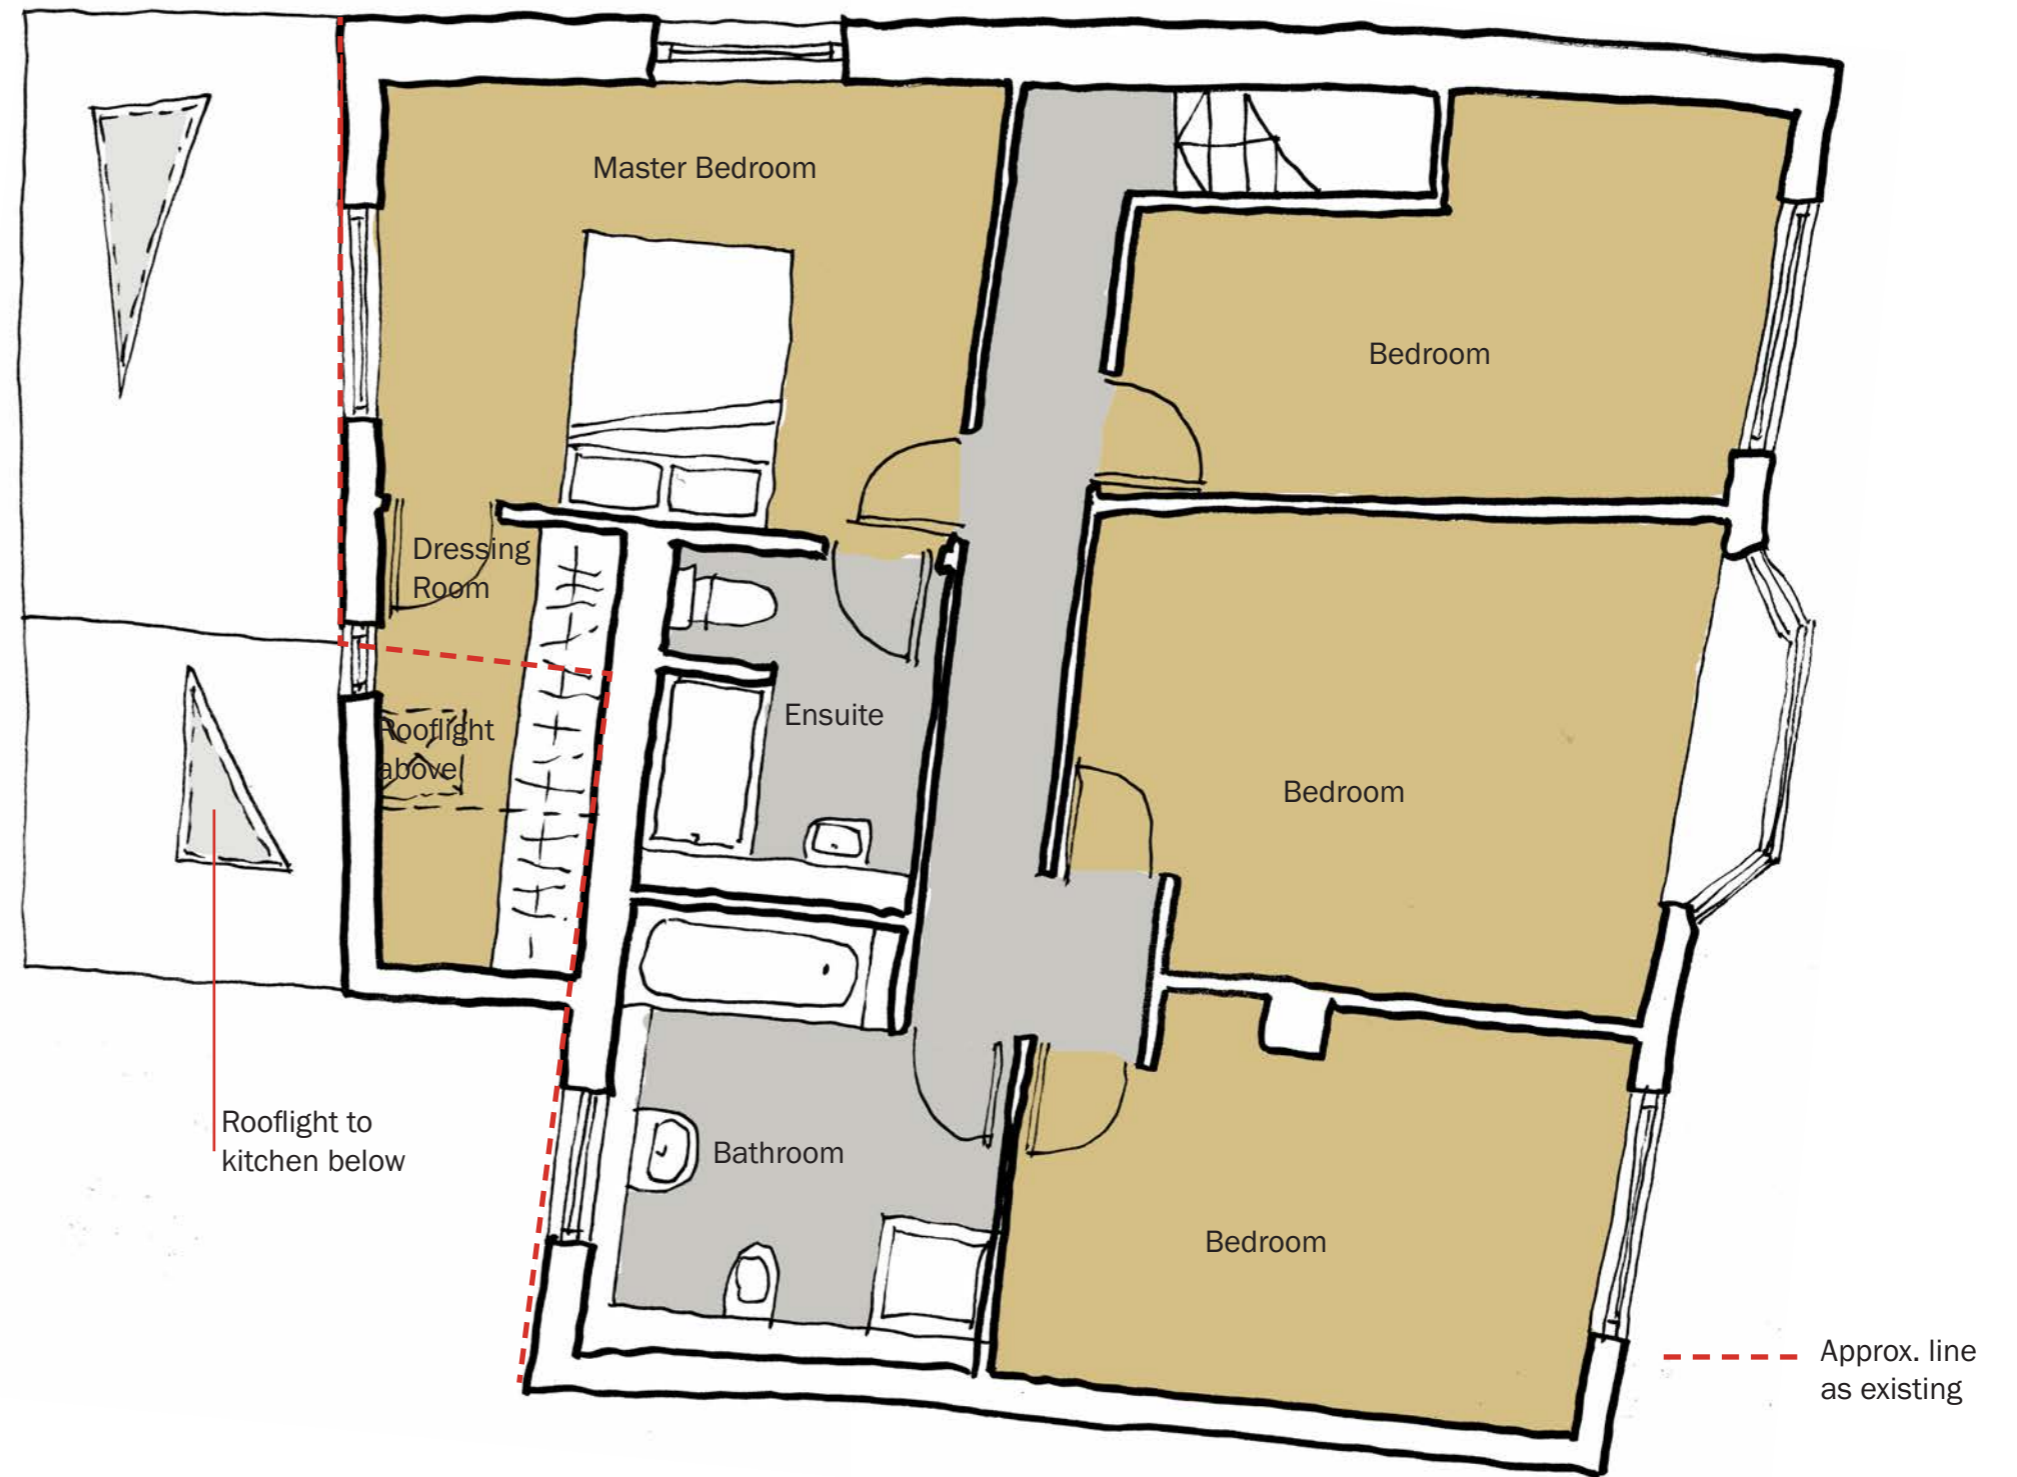 Master Bedroom
Bedroom
Dressing
Room
Ensuite
Rooflight
above
Bedroom
Rooflight to
kitchen below
Bathroom
Bedroom
Approx. line
as existing